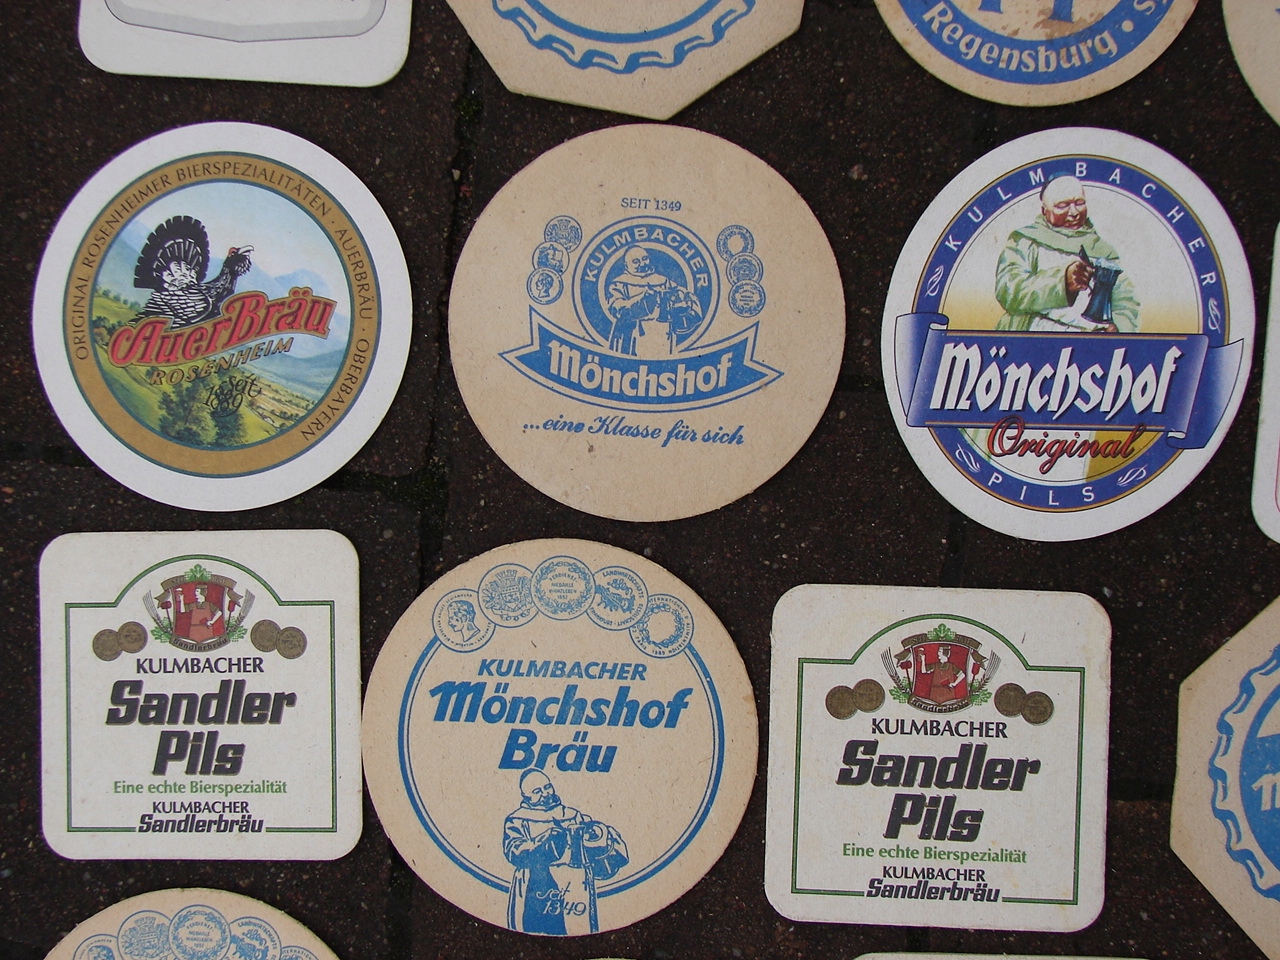 Regensburg
ORIGINAL ROSENHEIMER BIERSPEZIALITÄTEN · AUERBRÄU · OBERBAYERN
AuerBräu
ROSENHEIM
seit
1889
SEIT 1349
KULMBACHER
Mönchshof
...eine Klasse für sich
KULMBACHER
Mönchshof
Original
PILS
KULMBACHER
Sandler
Pils
Eine echte Bierspezialität
KULMBACHER
Sandlerbräu
KULMBACHER
Mönchshof
Bräu
seit
1349
Sandlerbräu
KULMBACHER
Sandler
Pils
Eine echte Bierspezialität
KULMBACHER
Sandlerbräu